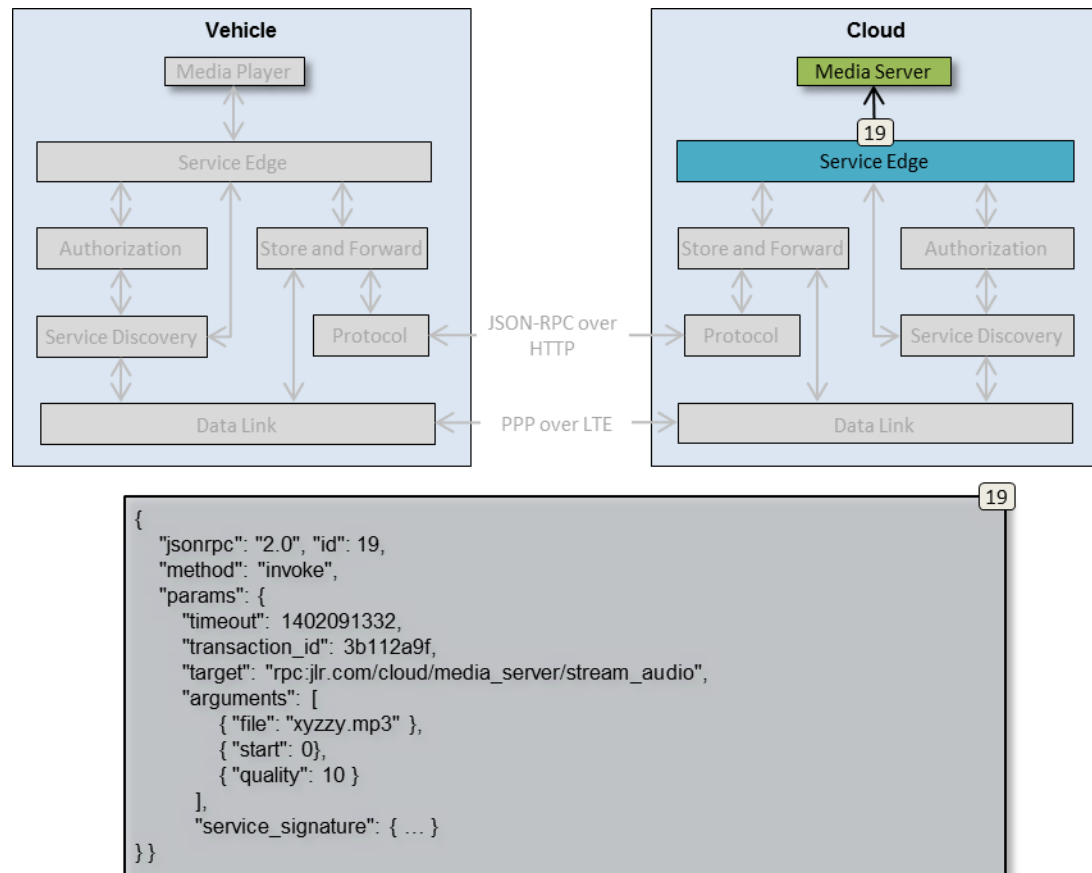 Vehicle
Media Player
Service Edge
Authorization
Store and Forward
Service Discovery
Protocol
Data Link
JSON-RPC over
HTTP
PPP over LTE
Cloud
Media Server
19
Service Edge
Store and Forward
Authorization
Protocol
Service Discovery
Data Link
19
{
"jsonrpc": "2.0", "id": 19,
"method": "invoke",
"params": {
"timeout": 1402091332,
"transaction_id": 3b112a9f,
"target": "rpc:jlr.com/cloud/media_server/stream_audio",
"arguments": [
{ "file": "xyzzy.mp3" },
{ "start": 0},
{ "quality": 10 }
],
"service_signature": { … }
} }